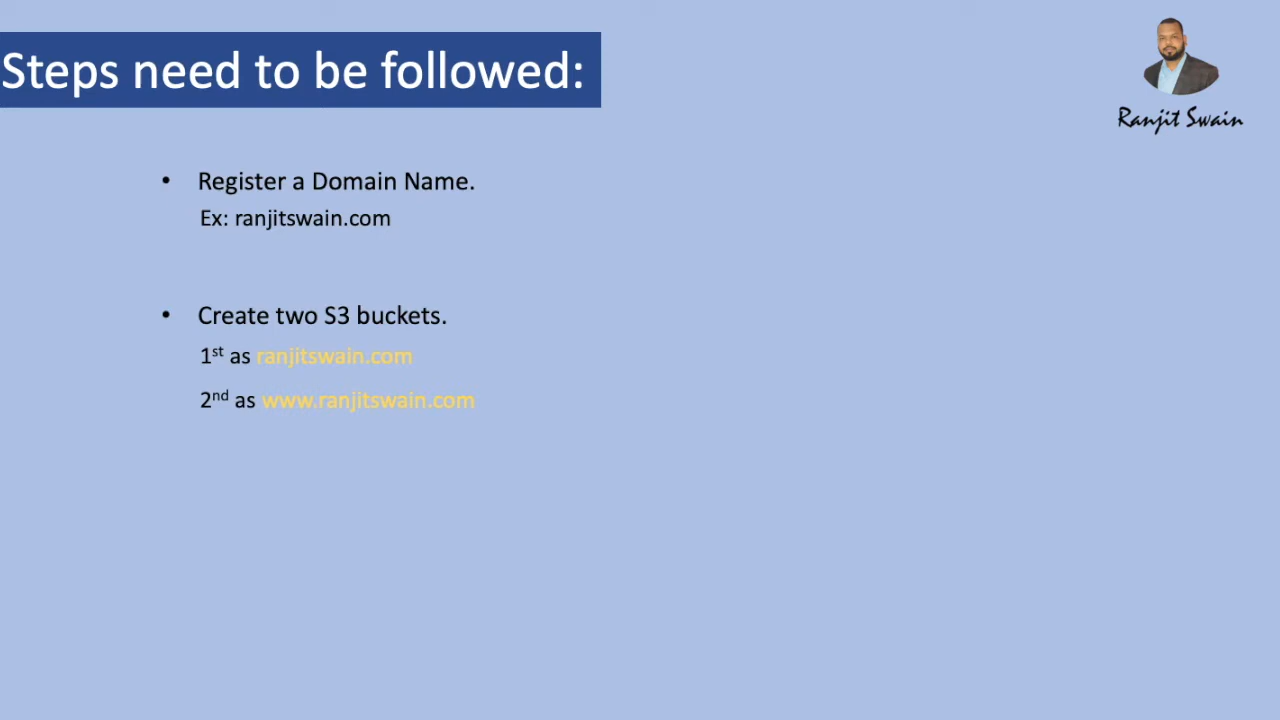 Steps need to be followed:
Ranjit Swain
• Register a Domain Name.
Ex: ranjitswain.com
• Create two S3 buckets.
1st as ranjitswain.com
2nd as www.ranjitswain.com